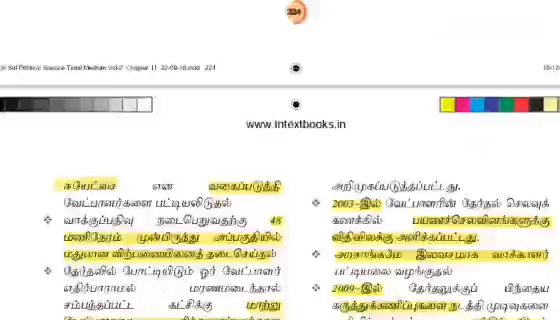 224
224
www.tntextbooks.in
சுயேட்சை என வகைப்படுத்தி
வேட்பாளர்களை பட்டியலிடுதல்
❖ வாக்குப்பதிவு நடைபெறுவதற்கு 48
மணிநேரம் முன்பிருந்து அப்பகுதியில்
மதுபான விற்பனையினைத் தடைசெய்தல்
❖ தேர்தலில் போட்டியிடும் ஓர் வேட்பாளர்
எதிர்பாராமல் மரணமடைந்தால்
சம்பந்தப்பட்ட கட்சிக்கு மாற்று
அறிமுகப்படுத்தப்பட்டது.
❖ 2003-இல் வேட்பாளரின் தேர்தல் செலவுக்
கணக்கில் பயணச்செலவினங்களுக்கு
விதிவிலக்கு அளிக்கப்பட்டது.
❖ அரசாங்கமே இலவசமாக வாக்காளர்
பட்டியலை வழங்குதல்
❖ 2009-இல் தேர்தலுக்குப் பிந்தைய
கருத்துக்கணிப்புகளை நடத்தி முடிவுகளை